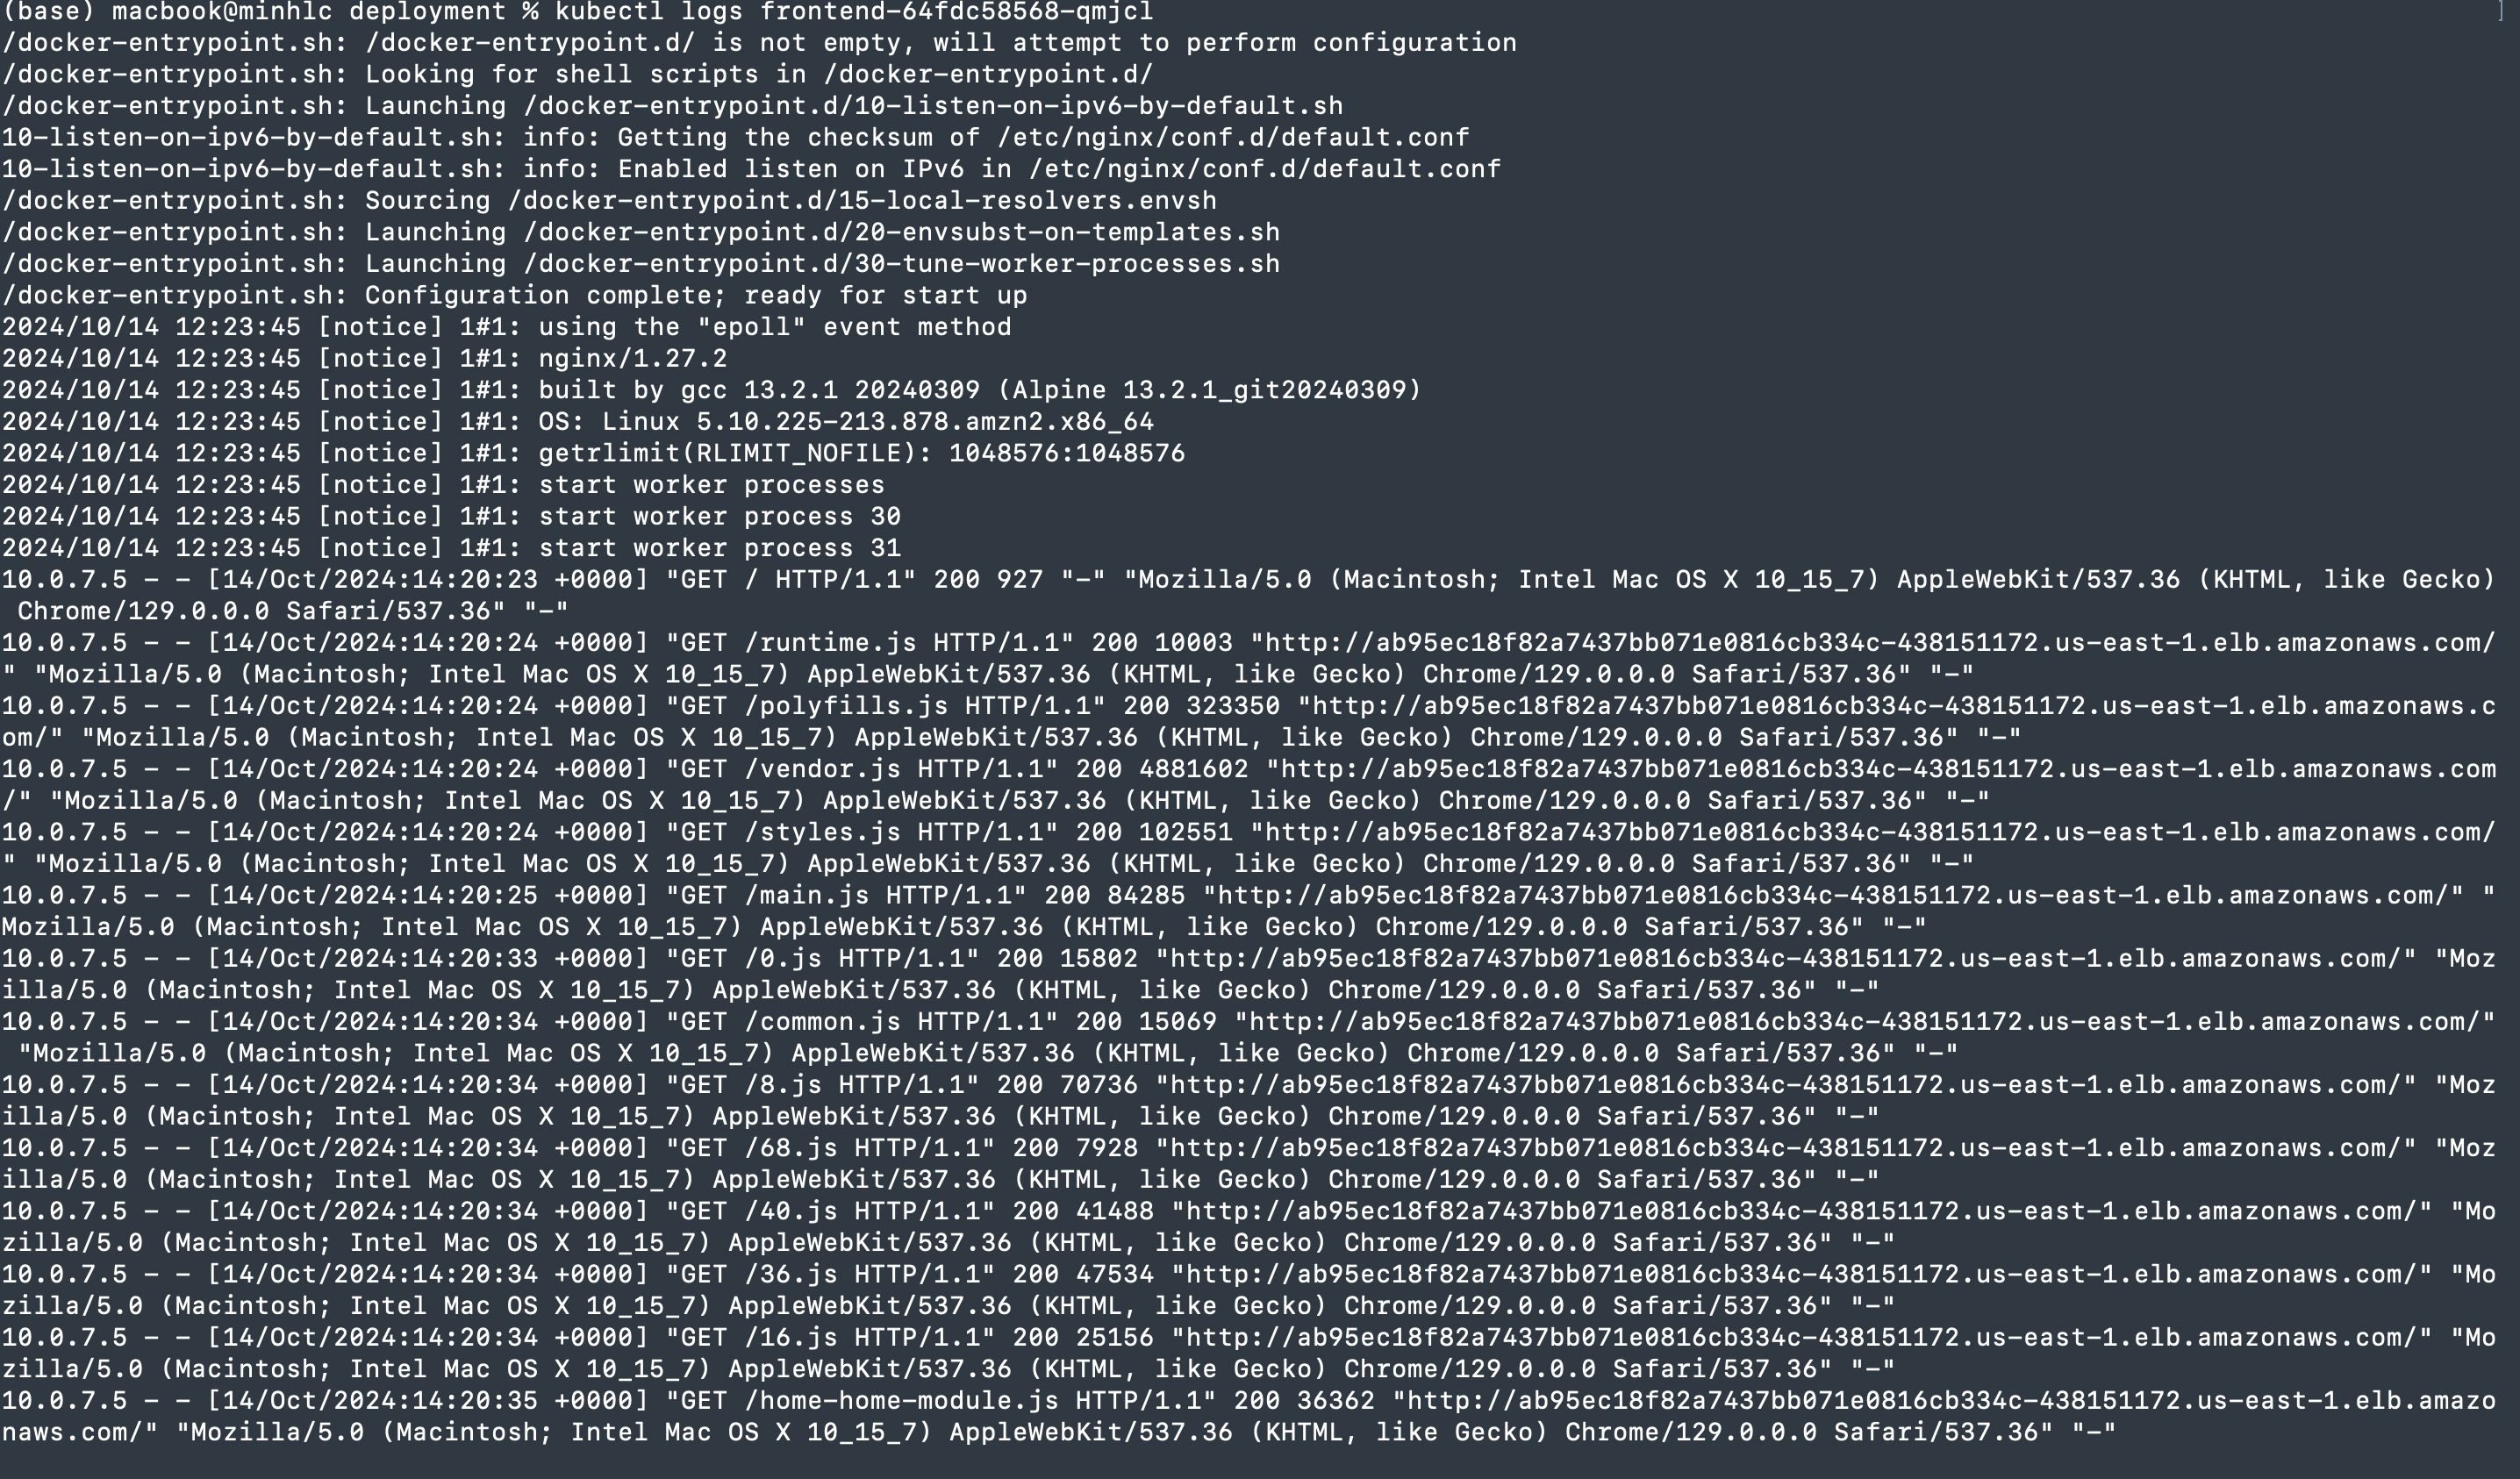 (base) macbook@minhlc deployment % kubectl logs frontend-64fdc58568-qmjcl ]
/docker-entrypoint.sh: /docker-entrypoint.d/ is not empty, will attempt to perform configuration
/docker-entrypoint.sh: Looking for shell scripts in /docker-entrypoint.d/
/docker-entrypoint.sh: Launching /docker-entrypoint.d/10-listen-on-ipv6-by-default.sh
10-listen-on-ipv6-by-default.sh: info: Getting the checksum of /etc/nginx/conf.d/default.conf
10-listen-on-ipv6-by-default.sh: info: Enabled listen on IPv6 in /etc/nginx/conf.d/default.conf
/docker-entrypoint.sh: Sourcing /docker-entrypoint.d/15-local-resolvers.envsh
/docker-entrypoint.sh: Launching /docker-entrypoint.d/20-envsubst-on-templates.sh
/docker-entrypoint.sh: Launching /docker-entrypoint.d/30-tune-worker-processes.sh
/docker-entrypoint.sh: Configuration complete; ready for start up
2024/10/14 12:23:45 [notice] 1#1: using the "epoll" event method
2024/10/14 12:23:45 [notice] 1#1: nginx/1.27.2
2024/10/14 12:23:45 [notice] 1#1: built by gcc 13.2.1 20240309 (Alpine 13.2.1_git20240309)
2024/10/14 12:23:45 [notice] 1#1: OS: Linux 5.10.225-213.878.amzn2.x86_64
2024/10/14 12:23:45 [notice] 1#1: getrlimit(RLIMIT_NOFILE): 1048576:1048576
2024/10/14 12:23:45 [notice] 1#1: start worker processes
2024/10/14 12:23:45 [notice] 1#1: start worker process 30
2024/10/14 12:23:45 [notice] 1#1: start worker process 31
10.0.7.5 - - [14/Oct/2024:14:20:23 +0000] "GET / HTTP/1.1" 200 927 "-" "Mozilla/5.0 (Macintosh; Intel Mac OS X 10_15_7) AppleWebKit/537.36 (KHTML, like Gecko)
 Chrome/129.0.0.0 Safari/537.36" "-"
10.0.7.5 - - [14/Oct/2024:14:20:24 +0000] "GET /runtime.js HTTP/1.1" 200 10003 "http://ab95ec18f82a7437bb071e0816cb334c-438151172.us-east-1.elb.amazonaws.com/
" "Mozilla/5.0 (Macintosh; Intel Mac OS X 10_15_7) AppleWebKit/537.36 (KHTML, like Gecko) Chrome/129.0.0.0 Safari/537.36" "-"
10.0.7.5 - - [14/Oct/2024:14:20:24 +0000] "GET /polyfills.js HTTP/1.1" 200 323350 "http://ab95ec18f82a7437bb071e0816cb334c-438151172.us-east-1.elb.amazonaws.c
om/" "Mozilla/5.0 (Macintosh; Intel Mac OS X 10_15_7) AppleWebKit/537.36 (KHTML, like Gecko) Chrome/129.0.0.0 Safari/537.36" "-"
10.0.7.5 - - [14/Oct/2024:14:20:24 +0000] "GET /vendor.js HTTP/1.1" 200 4881602 "http://ab95ec18f82a7437bb071e0816cb334c-438151172.us-east-1.elb.amazonaws.com
/" "Mozilla/5.0 (Macintosh; Intel Mac OS X 10_15_7) AppleWebKit/537.36 (KHTML, like Gecko) Chrome/129.0.0.0 Safari/537.36" "-"
10.0.7.5 - - [14/Oct/2024:14:20:24 +0000] "GET /styles.js HTTP/1.1" 200 102551 "http://ab95ec18f82a7437bb071e0816cb334c-438151172.us-east-1.elb.amazonaws.com/
" "Mozilla/5.0 (Macintosh; Intel Mac OS X 10_15_7) AppleWebKit/537.36 (KHTML, like Gecko) Chrome/129.0.0.0 Safari/537.36" "-"
10.0.7.5 - - [14/Oct/2024:14:20:25 +0000] "GET /main.js HTTP/1.1" 200 84285 "http://ab95ec18f82a7437bb071e0816cb334c-438151172.us-east-1.elb.amazonaws.com/" "
Mozilla/5.0 (Macintosh; Intel Mac OS X 10_15_7) AppleWebKit/537.36 (KHTML, like Gecko) Chrome/129.0.0.0 Safari/537.36" "-"
10.0.7.5 - - [14/Oct/2024:14:20:33 +0000] "GET /0.js HTTP/1.1" 200 15802 "http://ab95ec18f82a7437bb071e0816cb334c-438151172.us-east-1.elb.amazonaws.com/" "Moz
illa/5.0 (Macintosh; Intel Mac OS X 10_15_7) AppleWebKit/537.36 (KHTML, like Gecko) Chrome/129.0.0.0 Safari/537.36" "-"
10.0.7.5 - - [14/Oct/2024:14:20:34 +0000] "GET /common.js HTTP/1.1" 200 15069 "http://ab95ec18f82a7437bb071e0816cb334c-438151172.us-east-1.elb.amazonaws.com/"
 "Mozilla/5.0 (Macintosh; Intel Mac OS X 10_15_7) AppleWebKit/537.36 (KHTML, like Gecko) Chrome/129.0.0.0 Safari/537.36" "-"
10.0.7.5 - - [14/Oct/2024:14:20:34 +0000] "GET /8.js HTTP/1.1" 200 70736 "http://ab95ec18f82a7437bb071e0816cb334c-438151172.us-east-1.elb.amazonaws.com/" "Moz
illa/5.0 (Macintosh; Intel Mac OS X 10_15_7) AppleWebKit/537.36 (KHTML, like Gecko) Chrome/129.0.0.0 Safari/537.36" "-"
10.0.7.5 - - [14/Oct/2024:14:20:34 +0000] "GET /68.js HTTP/1.1" 200 7928 "http://ab95ec18f82a7437bb071e0816cb334c-438151172.us-east-1.elb.amazonaws.com/" "Moz
illa/5.0 (Macintosh; Intel Mac OS X 10_15_7) AppleWebKit/537.36 (KHTML, like Gecko) Chrome/129.0.0.0 Safari/537.36" "-"
10.0.7.5 - - [14/Oct/2024:14:20:34 +0000] "GET /40.js HTTP/1.1" 200 41488 "http://ab95ec18f82a7437bb071e0816cb334c-438151172.us-east-1.elb.amazonaws.com/" "Mo
zilla/5.0 (Macintosh; Intel Mac OS X 10_15_7) AppleWebKit/537.36 (KHTML, like Gecko) Chrome/129.0.0.0 Safari/537.36" "-"
10.0.7.5 - - [14/Oct/2024:14:20:34 +0000] "GET /36.js HTTP/1.1" 200 47534 "http://ab95ec18f82a7437bb071e0816cb334c-438151172.us-east-1.elb.amazonaws.com/" "Mo
zilla/5.0 (Macintosh; Intel Mac OS X 10_15_7) AppleWebKit/537.36 (KHTML, like Gecko) Chrome/129.0.0.0 Safari/537.36" "-"
10.0.7.5 - - [14/Oct/2024:14:20:34 +0000] "GET /16.js HTTP/1.1" 200 25156 "http://ab95ec18f82a7437bb071e0816cb334c-438151172.us-east-1.elb.amazonaws.com/" "Mo
zilla/5.0 (Macintosh; Intel Mac OS X 10_15_7) AppleWebKit/537.36 (KHTML, like Gecko) Chrome/129.0.0.0 Safari/537.36" "-"
10.0.7.5 - - [14/Oct/2024:14:20:35 +0000] "GET /home-home-module.js HTTP/1.1" 200 36362 "http://ab95ec18f82a7437bb071e0816cb334c-438151172.us-east-1.elb.amazo
naws.com/" "Mozilla/5.0 (Macintosh; Intel Mac OS X 10_15_7) AppleWebKit/537.36 (KHTML, like Gecko) Chrome/129.0.0.0 Safari/537.36" "-"